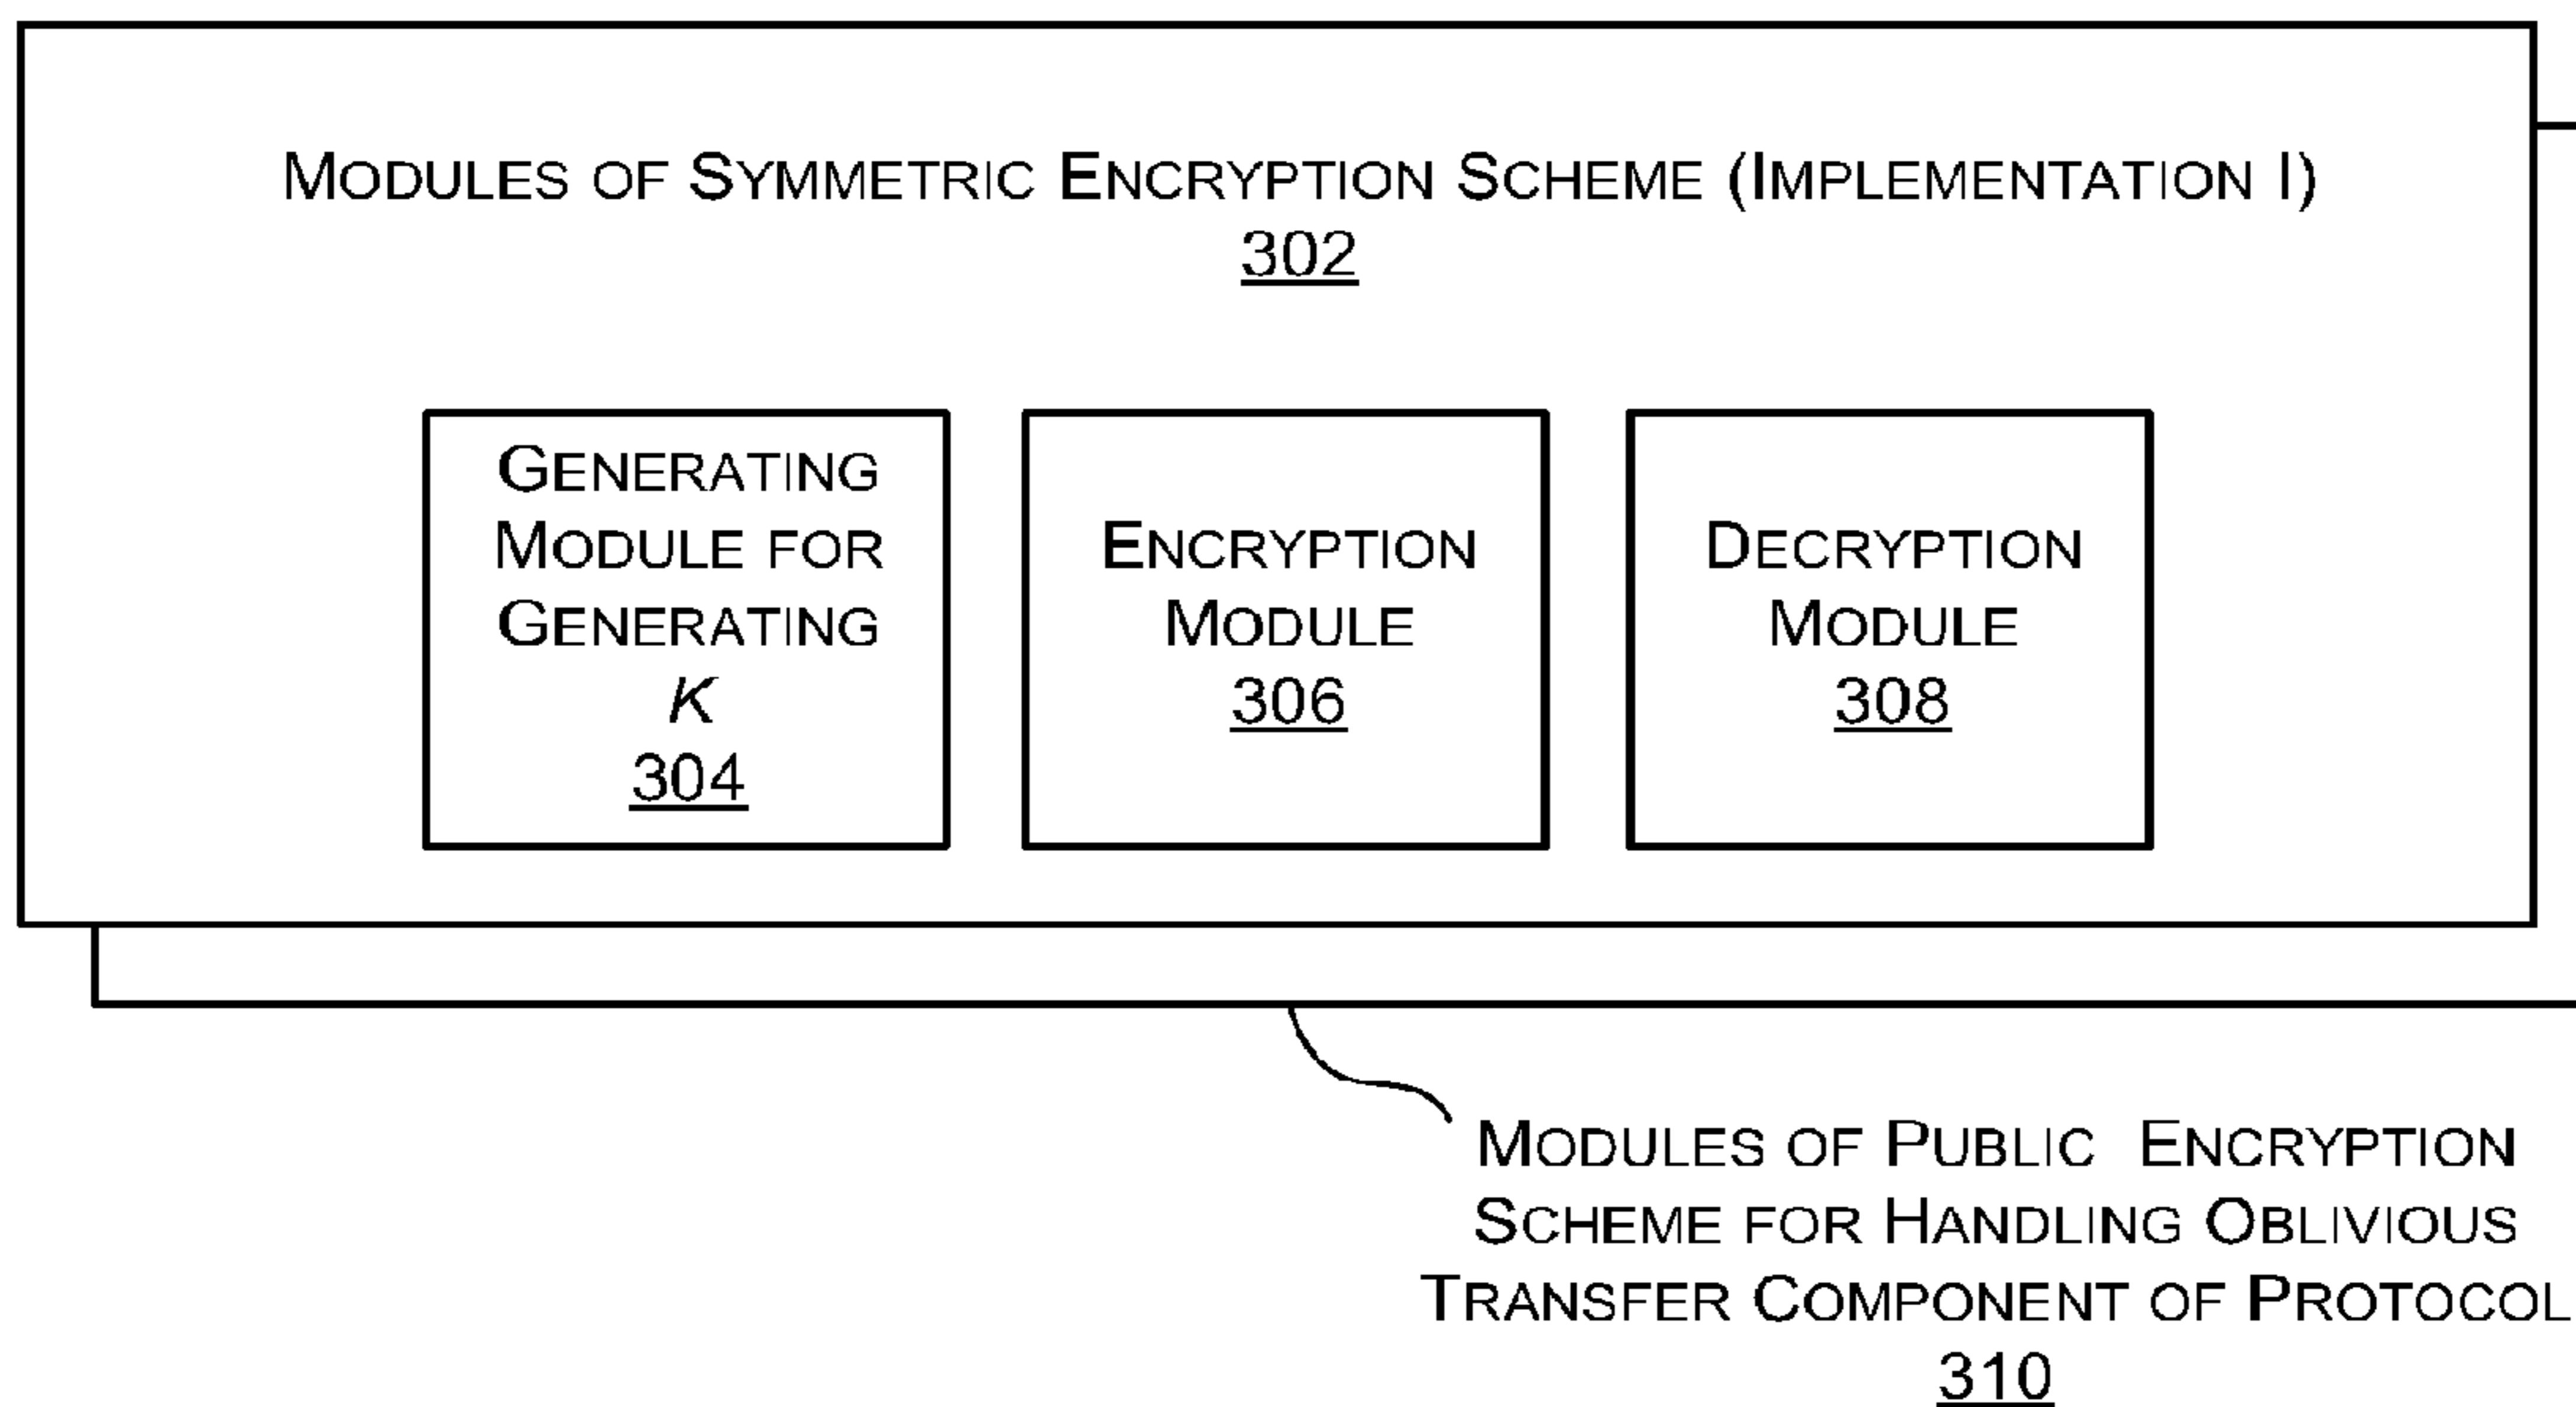 MODULES OF SYMMETRIC ENCRYPTION SCHEME (IMPLEMENTATION I)
302
GENERATING
MODULE FOR
GENERATING
K
304
ENCRYPTION
MODULE
306
DECRYPTION
MODULE
308
MODULES OF PUBLIC ENCRYPTION
SCHEME FOR HANDLING OBLIVIOUS
TRANSFER COMPONENT OF PROTOCOL
310